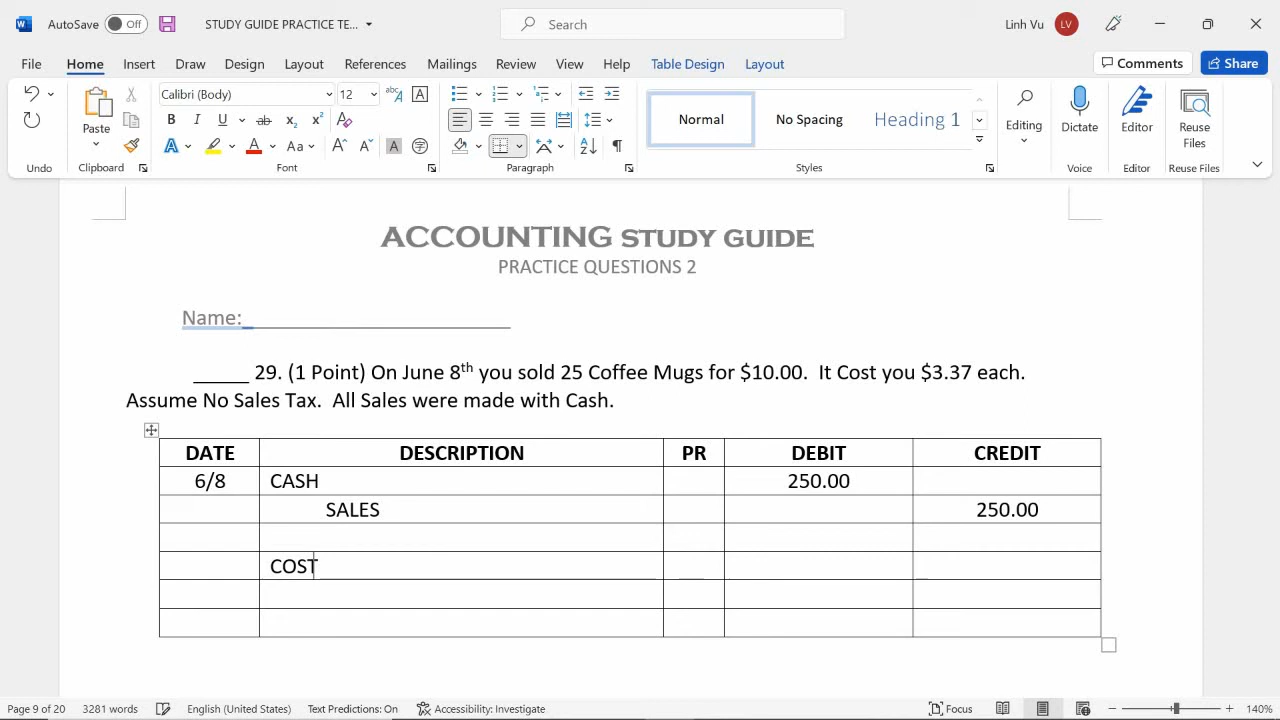 AutoSave Off STUDY GUIDE PRACTICE TE... Search Linh Vu LV
File Home Insert Draw Design Layout References Mailings Review View Help Table Design Layout Comments Share
Calibri (Body) 12
Paste
Normal No Spacing Heading 1
Editing Dictate Editor Reuse Files
Undo Clipboard Font Paragraph Styles Voice Editor Reuse Files
ACCOUNTING STUDY GUIDE
PRACTICE QUESTIONS 2
Name:_______________________
_____ 29. (1 Point) On June 8th you sold 25 Coffee Mugs for $10.00. It Cost you $3.37 each.
Assume No Sales Tax. All Sales were made with Cash.
DATE DESCRIPTION PR DEBIT CREDIT
6/8 CASH 250.00
SALES 250.00
COST
Page 9 of 20 3281 words English (United States) Text Predictions: On Accessibility: Investigate Focus 140%